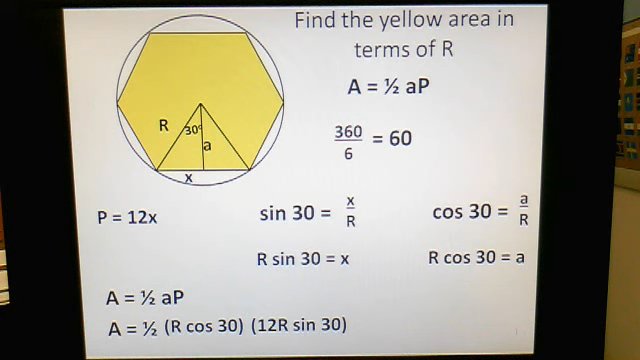 Find the yellow area in
terms of R
A = ½ aP
360/6 = 60
R
30°
a
x
P = 12x
sin 30 = x/R
cos 30 = a/R
R sin 30 = x
R cos 30 = a
A = ½ aP
A = ½ (R cos 30) (12R sin 30)